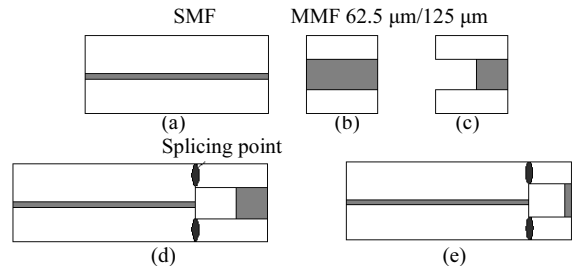 SMF MMF 62.5 μm/125 μm
(a) (b) (c)
Splicing point
(d) (e)